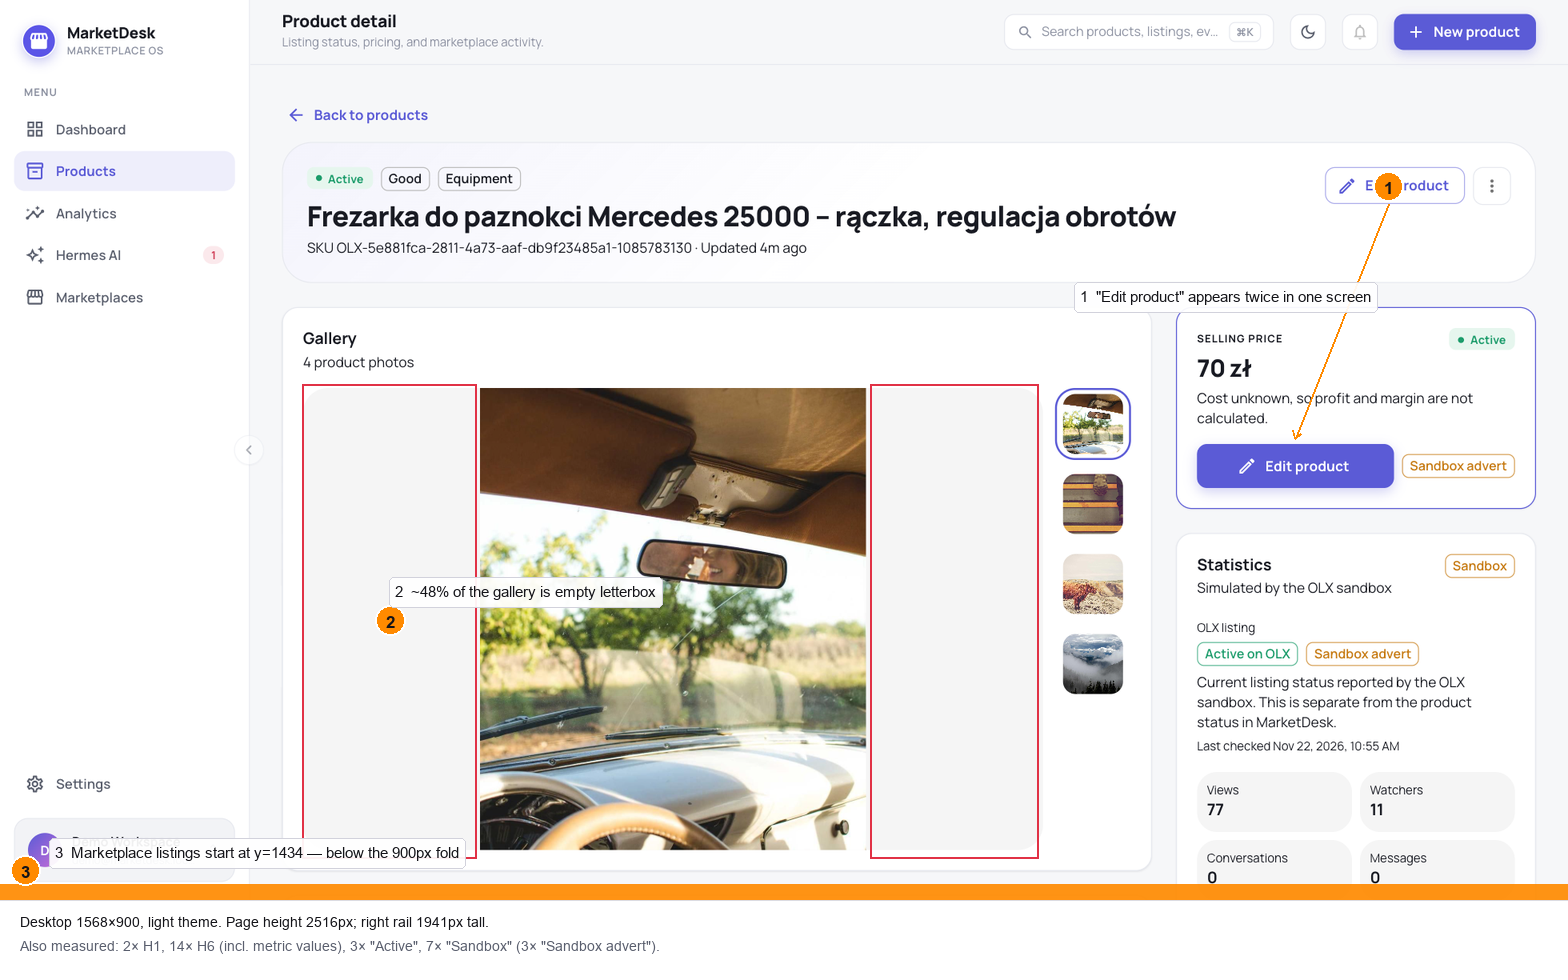 MarketDesk
MARKETPLACE OS
MENU
Dashboard
Products
Analytics
Hermes AI
1
Marketplaces
Settings
D
Product detail
Listing status, pricing, and marketplace activity.
Search products, listings, ev...
⌘K
New product
Back to products
Active
Good
Equipment
Frezarka do paznokci Mercedes 25000 – rączka, regulacja obrotów
SKU OLX-5e881fca-2811-4a73-aaf-db9f23485a1-1085783130 · Updated 4m ago
1
1 "Edit product" appears twice in one screen
Gallery
4 product photos
2 ~48% of the gallery is empty letterbox
2
SELLING PRICE
Active
70 zł
Cost unknown, so profit and margin are not
calculated.
Edit product
Sandbox advert
Statistics
Sandbox
Simulated by the OLX sandbox
OLX listing
Active on OLX
Sandbox advert
Current listing status reported by the OLX
sandbox. This is separate from the product
status in MarketDesk.
Last checked Nov 22, 2026, 10:55 AM
Views
77
Watchers
11
Conversations
0
Messages
0
3 Marketplace listings start at y=1434 — below the 900px fold
3
Desktop 1568×900, light theme. Page height 2516px; right rail 1941px tall.
Also measured: 2× H1, 14× H6 (incl. metric values), 3× "Active", 7× "Sandbox" (3× "Sandbox advert").